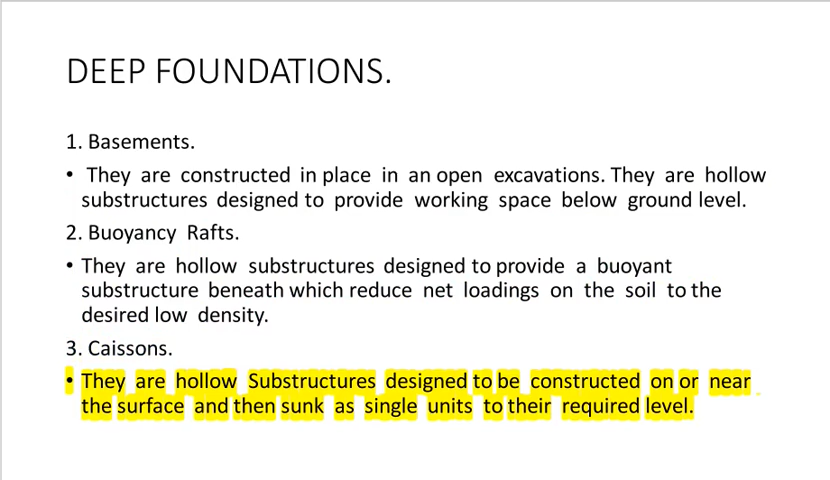 DEEP FOUNDATIONS.
1. Basements.
• They are constructed in place in an open excavations. They are hollow
substructures designed to provide working space below ground level.
2. Buoyancy Rafts.
• They are hollow substructures designed to provide a buoyant
substructure beneath which reduce net loadings on the soil to the
desired low density.
3. Caissons.
• They are hollow Substructures designed to be constructed on or near
the surface and then sunk as single units to their required level.